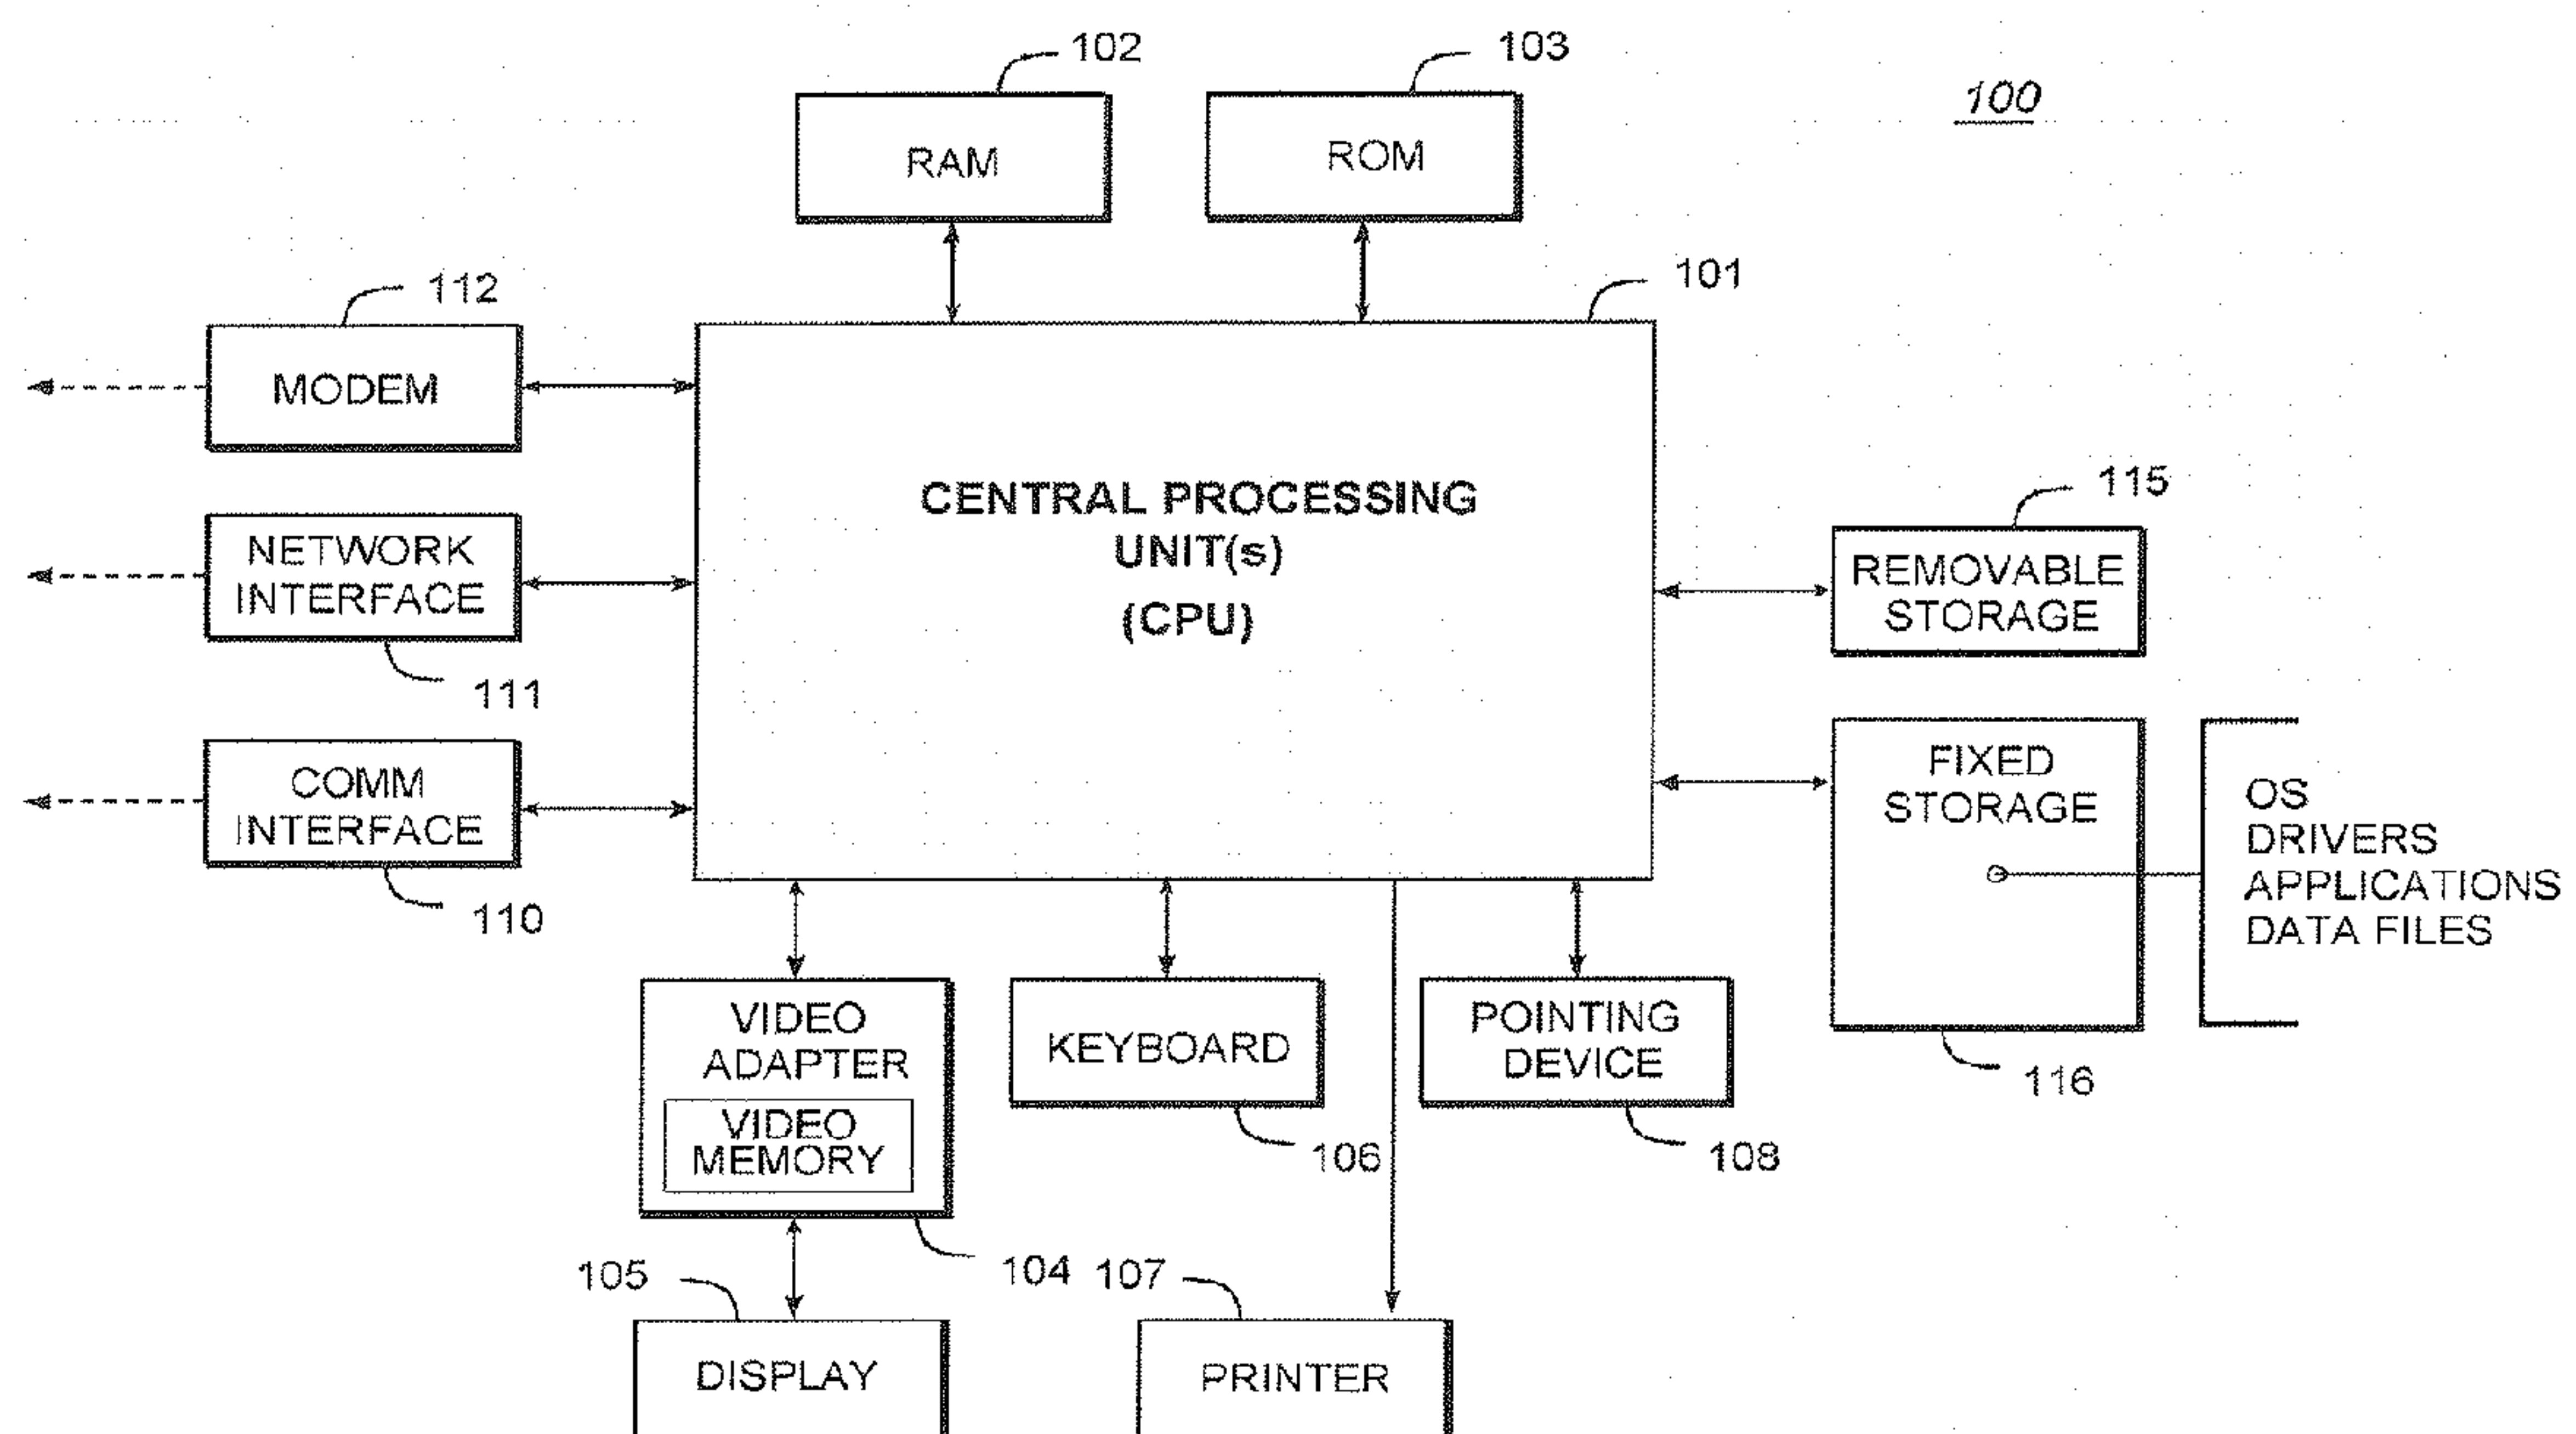 102
103
100
RAM
ROM
101
112
MODEM
CENTRAL PROCESSING
UNIT(s)
(CPU)
115
NETWORK
INTERFACE
REMOVABLE
STORAGE
111
COMM
INTERFACE
FIXED
STORAGE
OS
DRIVERS
APPLICATIONS
DATA FILES
110
VIDEO
ADAPTER
VIDEO
MEMORY
KEYBOARD
POINTING
DEVICE
116
106
108
105
104
107
DISPLAY
PRINTER